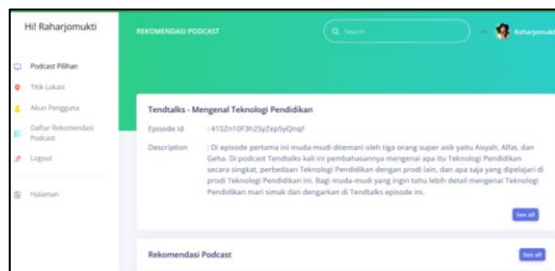 Hi! Raharjomukti
REKOMENDASI PODCAST
Search
Raharjomukti
Podcast Pilihan
Titik Lokasi
Akun Pengguna
Daftar Rekomendasi
Podcast
Logout
Halaman
Tendtalks - Mengenal Teknologi Pendidikan
Episode Id
Description : Di episode pertama ini muda-mudi ditemani oleh tiga orang super asik yaitu Aisyah, Alfat, dan
Geha. Di podcast Tendtalks kali ini pembahasannya mengenai apa itu Teknologi Pendidikan
secara singkat, perbedaan Teknologi Pendidikan dengan prodi lain, dan apa saja yang dipelajari di
prodi Teknologi Pendidikan ini. Bagi muda-mudi yang ingin tahu lebih detail mengenai Teknologi
Pendidikan mari simak dan dengarkan di Tendtalks episode ini.
See all
Rekomendasi Podcast
See all